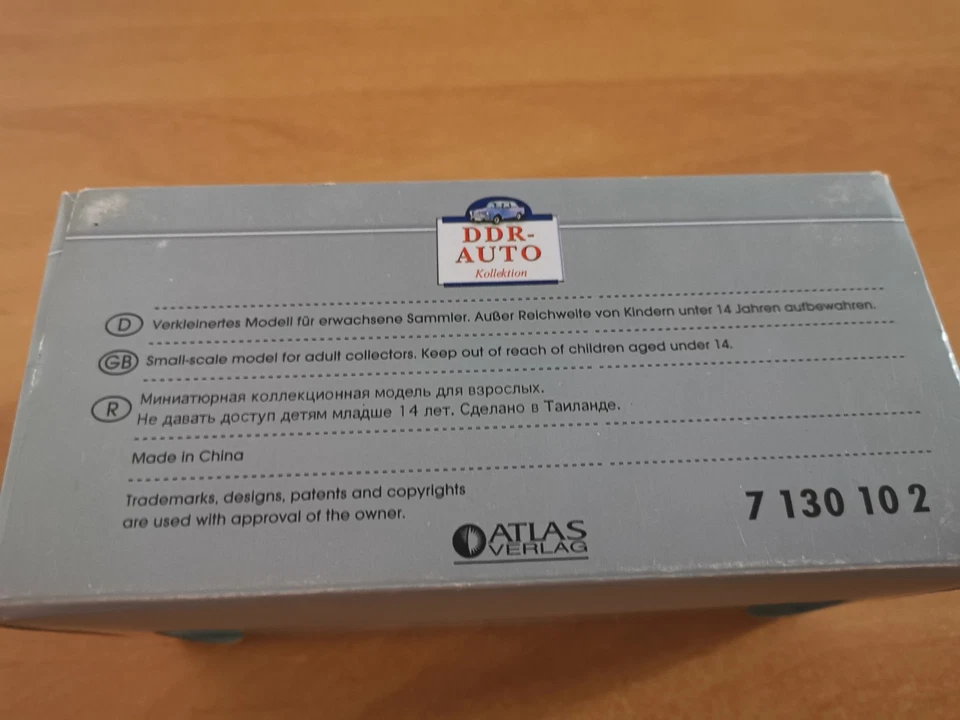 DDR-
AUTO
Kollektion
D Verkleinertes Modell für erwachsene Sammler. Außer Reichweite von Kindern unter 14 Jahren aufbewahren.
GB Small-scale model for adult collectors. Keep out of reach of children aged under 14.
R Миниатюрная коллекционная модель для взрослых.
Не давать доступ детям младше 14 лет. Сделано в Таиланде.
Made in China
Trademarks, designs, patents and copyrights
are used with approval of the owner.
7 130 10 2
ATLAS
VERLAG